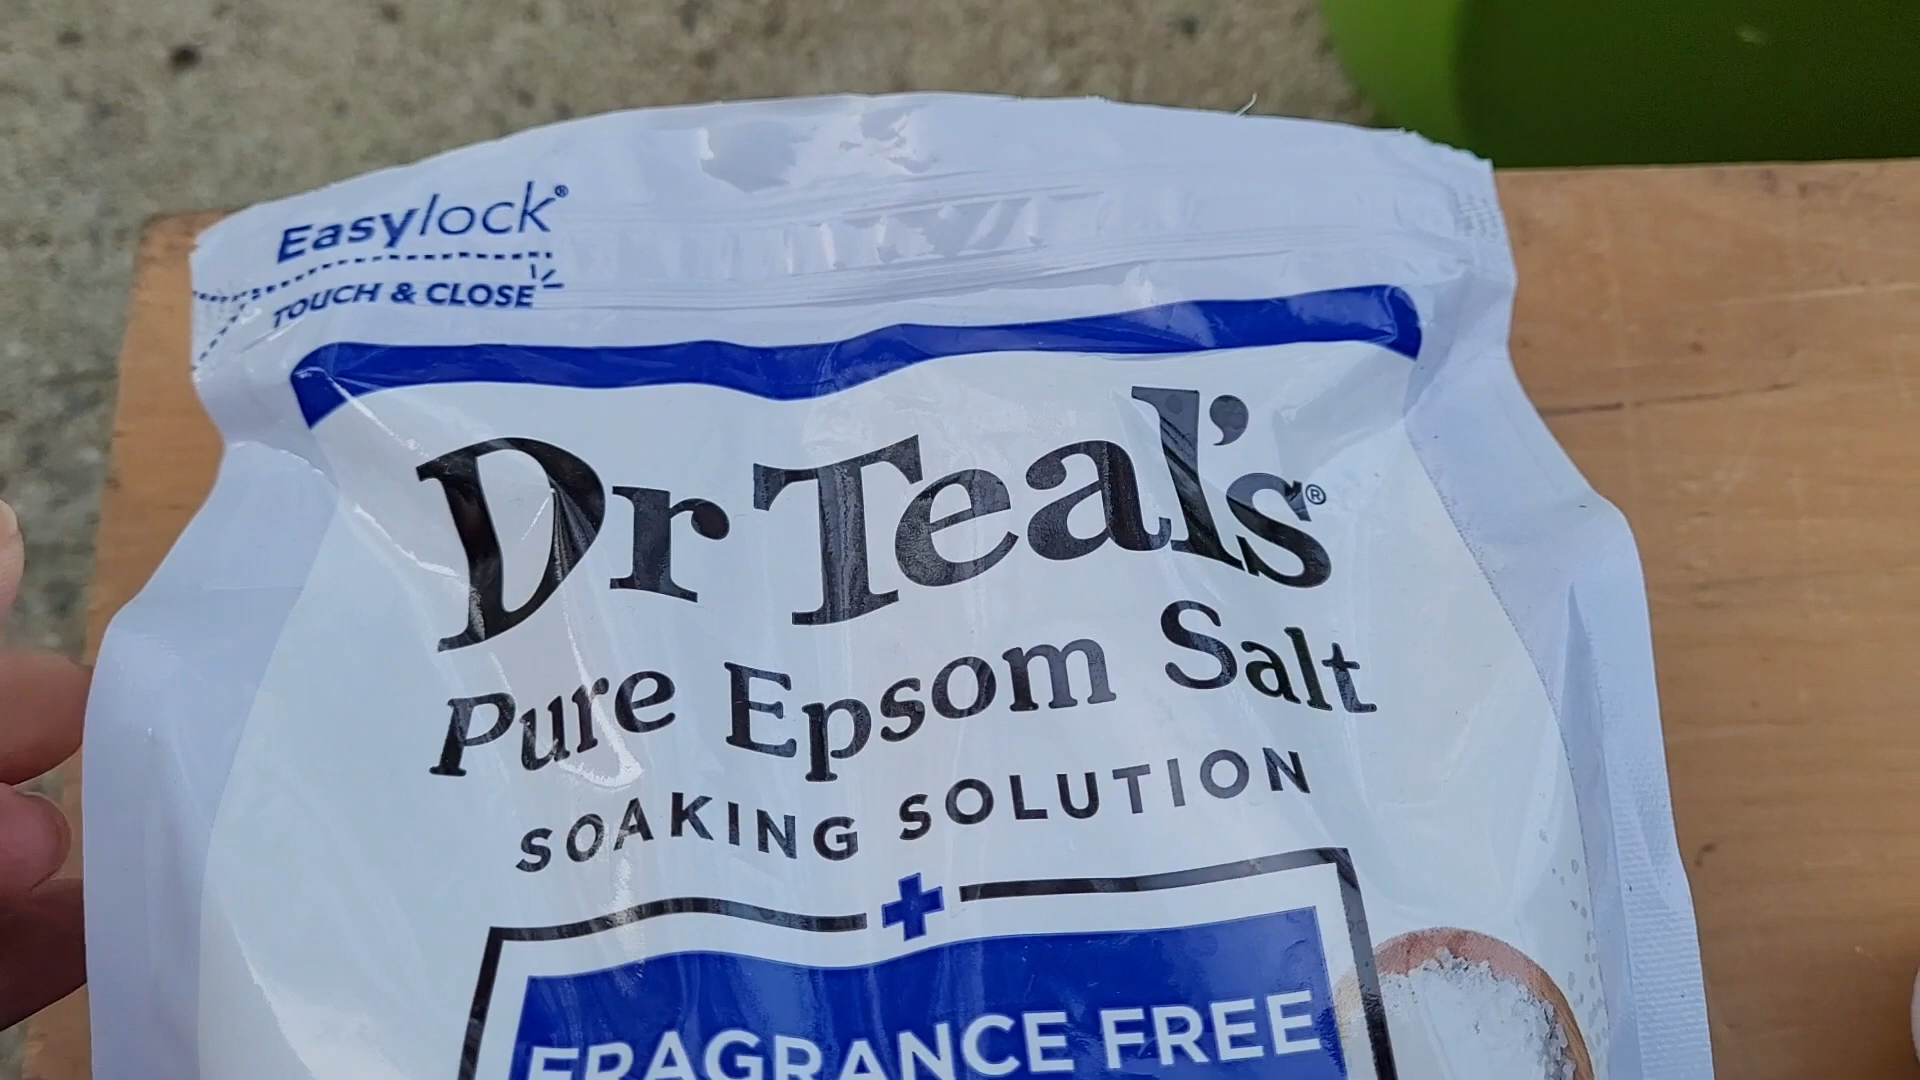 Easylock®
TOUCH & CLOSE
Dr Teal's®
Pure Epsom Salt
SOAKING SOLUTION
FRAGRANCE FREE